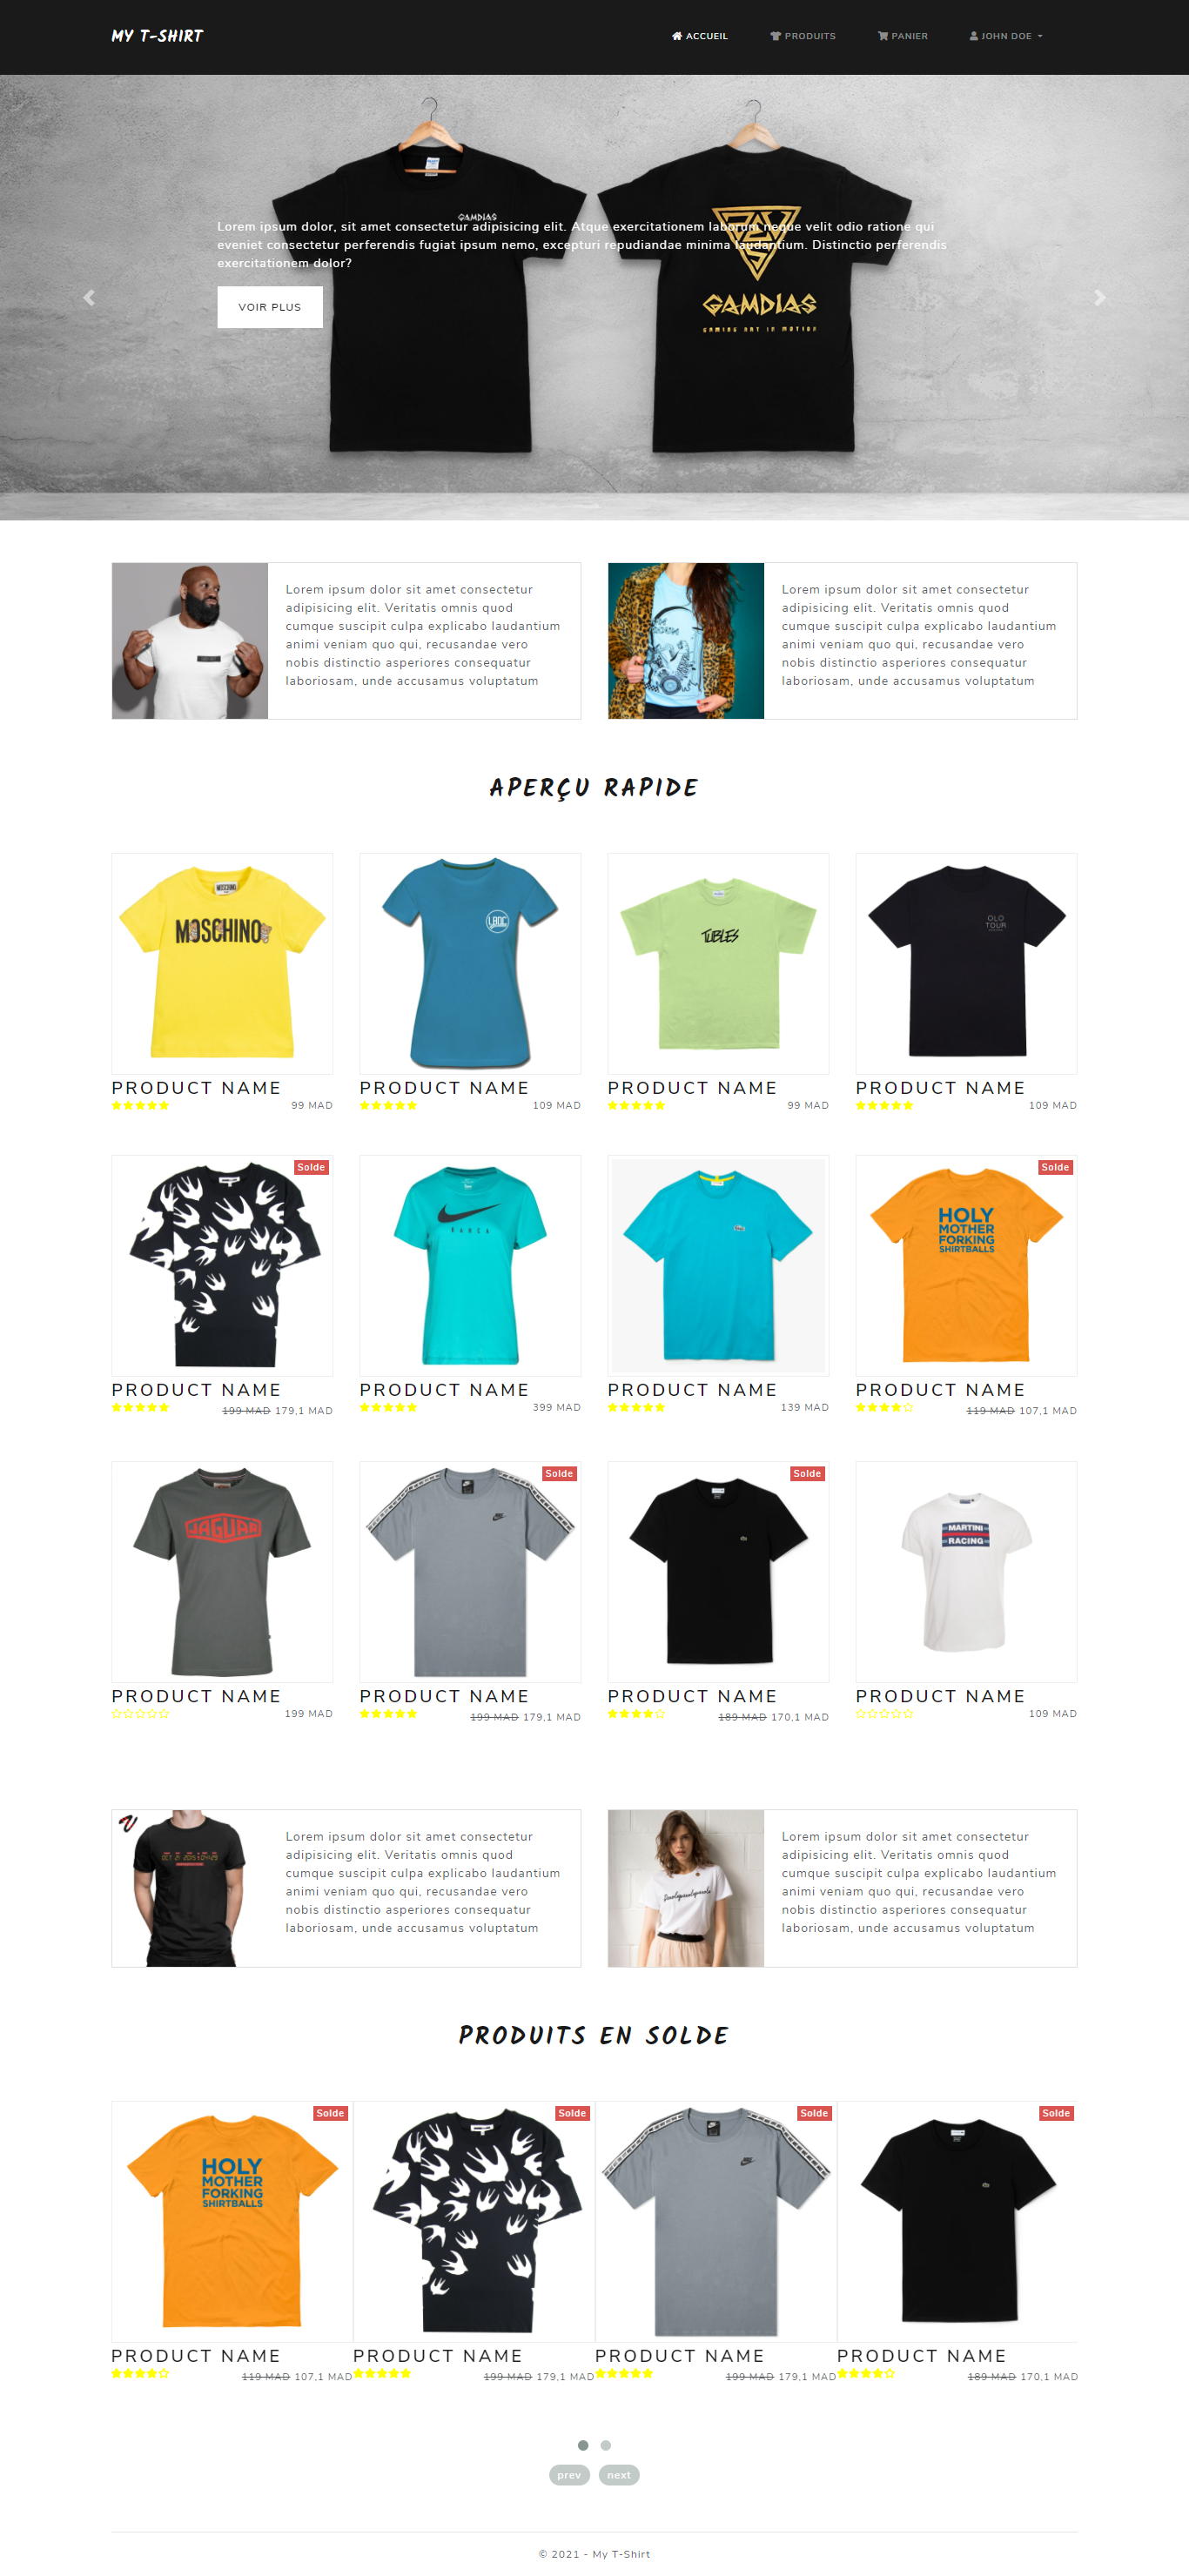 MY T-SHIRT
ACCUEIL
PRODUITS
PANIER
JOHN DOE
GAMDIAS
Lorem ipsum dolor, sit amet consectetur adipisicing elit. Atque exercitationem laborum neque velit odio ratione qui
eveniet consectetur perferendis fugiat ipsum nemo, excepturi repudiandae minima laudantium. Distinctio perferendis
exercitationem dolor?
VOIR PLUS
GAMDIAS
GAMING ART IN MOTION
Lorem ipsum dolor sit amet consectetur
adipisicing elit. Veritatis omnis quod
cumque suscipit culpa explicabo laudantium
animi veniam quo qui, recusandae vero
nobis distinctio asperiores consequatur
laboriosam, unde accusamus voluptatum
Lorem ipsum dolor sit amet consectetur
adipisicing elit. Veritatis omnis quod
cumque suscipit culpa explicabo laudantium
animi veniam quo qui, recusandae vero
nobis distinctio asperiores consequatur
laboriosam, unde accusamus voluptatum
APERÇU RAPIDE
MOSCHINO
MOSCHINO
TUBLES
OLO
TOUR
PRODUCT NAME
99 MAD
PRODUCT NAME
109 MAD
PRODUCT NAME
99 MAD
PRODUCT NAME
109 MAD
Solde
BARCA
Solde
HOLY
MOTHER
FORKING
SHIRTBALLS
PRODUCT NAME
199 MAD 179,1 MAD
PRODUCT NAME
399 MAD
PRODUCT NAME
139 MAD
PRODUCT NAME
119 MAD 107,1 MAD
JAGUAR
Solde
Solde
MARTINI
RACING
PRODUCT NAME
199 MAD
PRODUCT NAME
199 MAD 179,1 MAD
PRODUCT NAME
189 MAD 170,1 MAD
PRODUCT NAME
109 MAD
Lorem ipsum dolor sit amet consectetur
adipisicing elit. Veritatis omnis quod
cumque suscipit culpa explicabo laudantium
animi veniam quo qui, recusandae vero
nobis distinctio asperiores consequatur
laboriosam, unde accusamus voluptatum
Lorem ipsum dolor sit amet consectetur
adipisicing elit. Veritatis omnis quod
cumque suscipit culpa explicabo laudantium
animi veniam quo qui, recusandae vero
nobis distinctio asperiores consequatur
laboriosam, unde accusamus voluptatum
PRODUITS EN SOLDE
Solde
HOLY
MOTHER
FORKING
SHIRTBALLS
Solde
Solde
Solde
PRODUCT NAME
119 MAD 107,1 MAD
PRODUCT NAME
199 MAD 179,1 MAD
PRODUCT NAME
199 MAD 179,1 MAD
PRODUCT NAME
189 MAD 170,1 MAD
prev
next
© 2021 - My T-Shirt